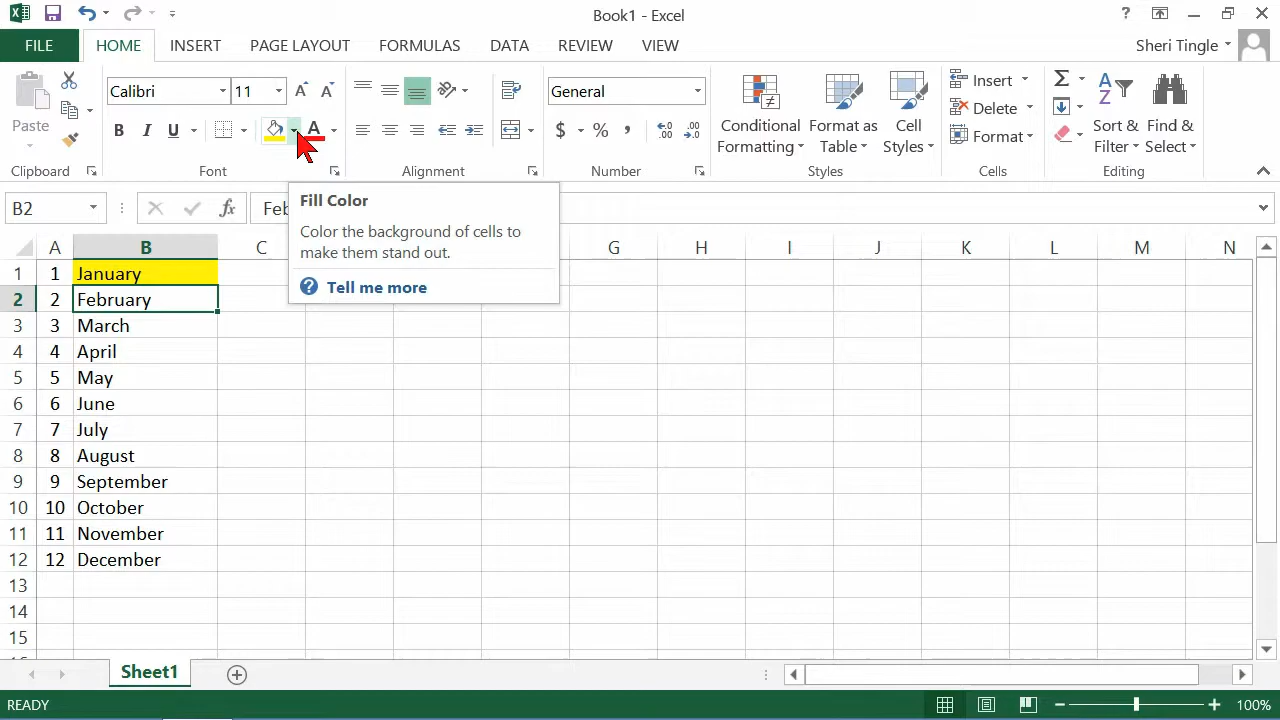 Book1 - Excel
?
FILE HOME INSERT PAGE LAYOUT FORMULAS DATA REVIEW VIEW Sheri Tingle
Paste
Clipboard
Calibri 11 A A
B I U A
Font
Alignment
General
$ % ,
Number
Conditional Formatting
Format as Table
Cell Styles
Styles
Insert
Delete
Format
Cells
Σ
A Z
Sort & Filter
Find & Select
Editing
B2 fx Feb
Fill Color
Color the background of cells to
make them stand out.
? Tell me more
A B C G H I J K L M N
1 1 January
2 2 February
3 3 March
4 4 April
5 5 May
6 6 June
7 7 July
8 8 August
9 9 September
10 10 October
11 11 November
12 12 December
13
14
15
Sheet1
READY 100%